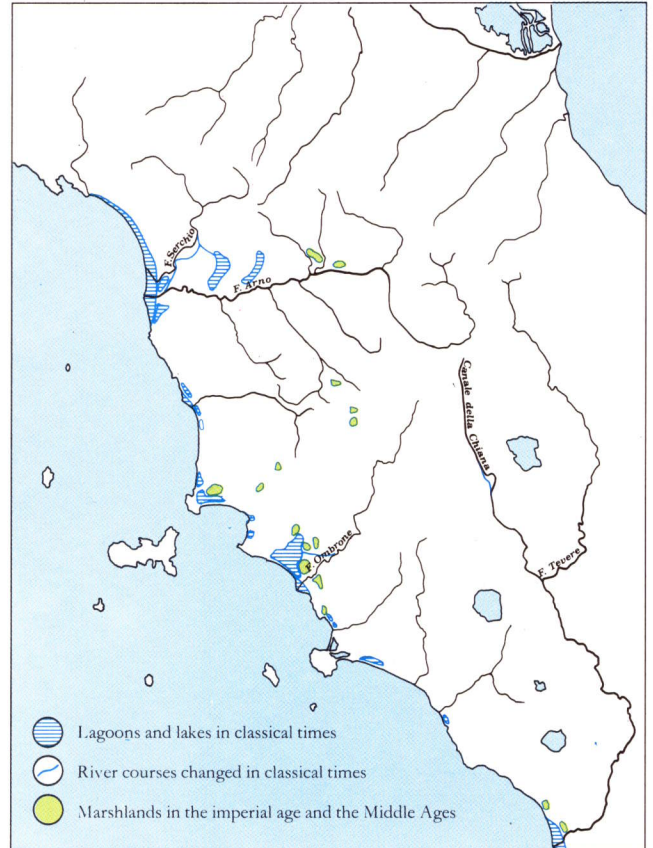 F. Serchio
F. Arno
Canale della Chiana
F. Ombrone
F. Tevere
Lagoons and lakes in classical times
River courses changed in classical times
Marshlands in the imperial age and the Middle Ages